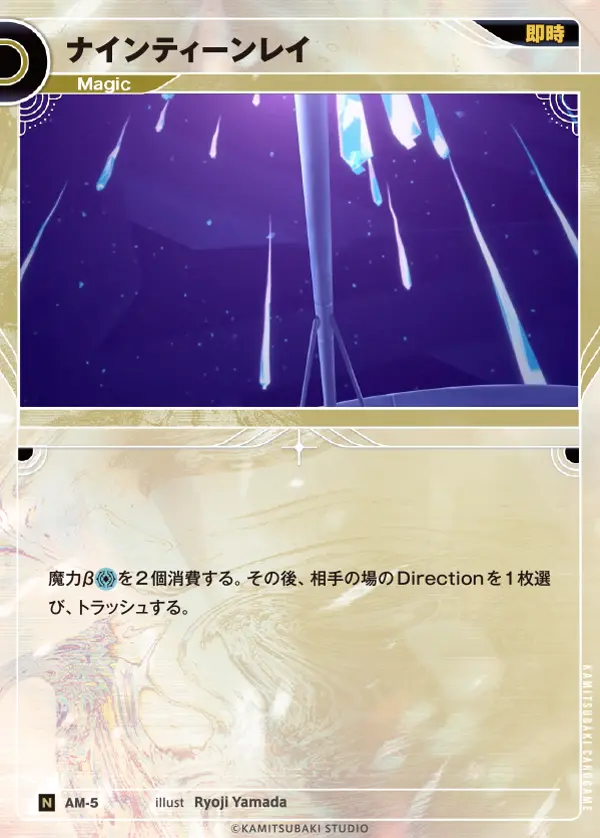 即時
ナインティーンレイ
Magic
魔力βを2個消費する。その後、相手の場のDirectionを1枚選
び、トラッシュする。
KAMITSUBAKI CARDGAME
N AM-5 illust Ryoji Yamada
©KAMITSUBAKI STUDIO